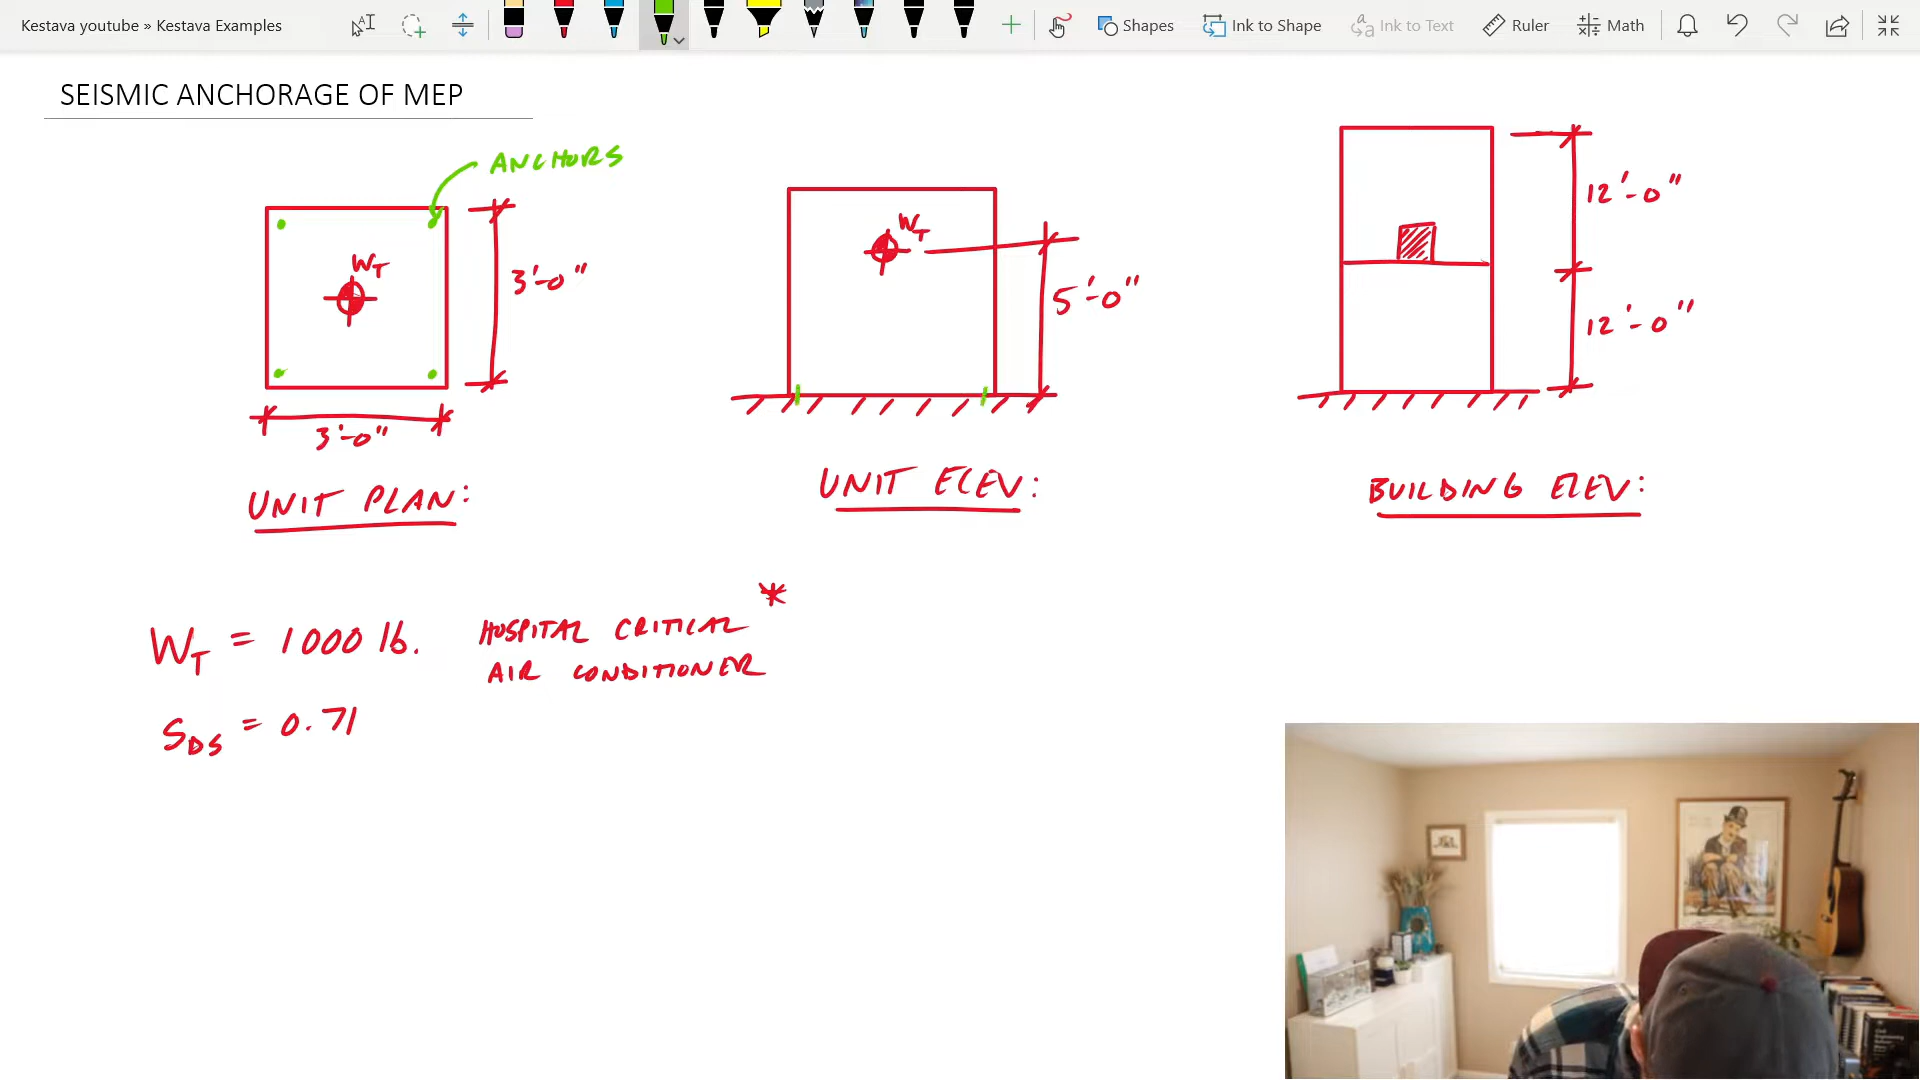 Kestava youtube » Kestava Examples
Shapes
Ink to Shape
Ink to Text
Ruler
Math
SEISMIC ANCHORAGE OF MEP
ANCHORS
WT
3'-0"
3'-0"
UNIT PLAN:
WT
5'-0"
UNIT ELEV:
12'-0"
12'-0"
BUILDING ELEV:
WT = 1000 lb.
HOSPITAL CRITICAL *
AIR CONDITIONER
SDS = 0.71